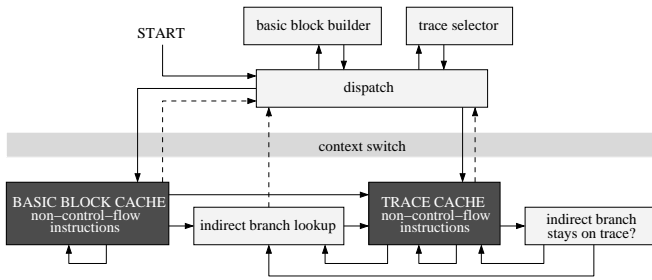 basic block builder
trace selector
START
dispatch
context switch
BASIC BLOCK CACHE
non−control−flow
instructions
indirect branch lookup
TRACE CACHE
non−control−flow
instructions
indirect branch
stays on trace?